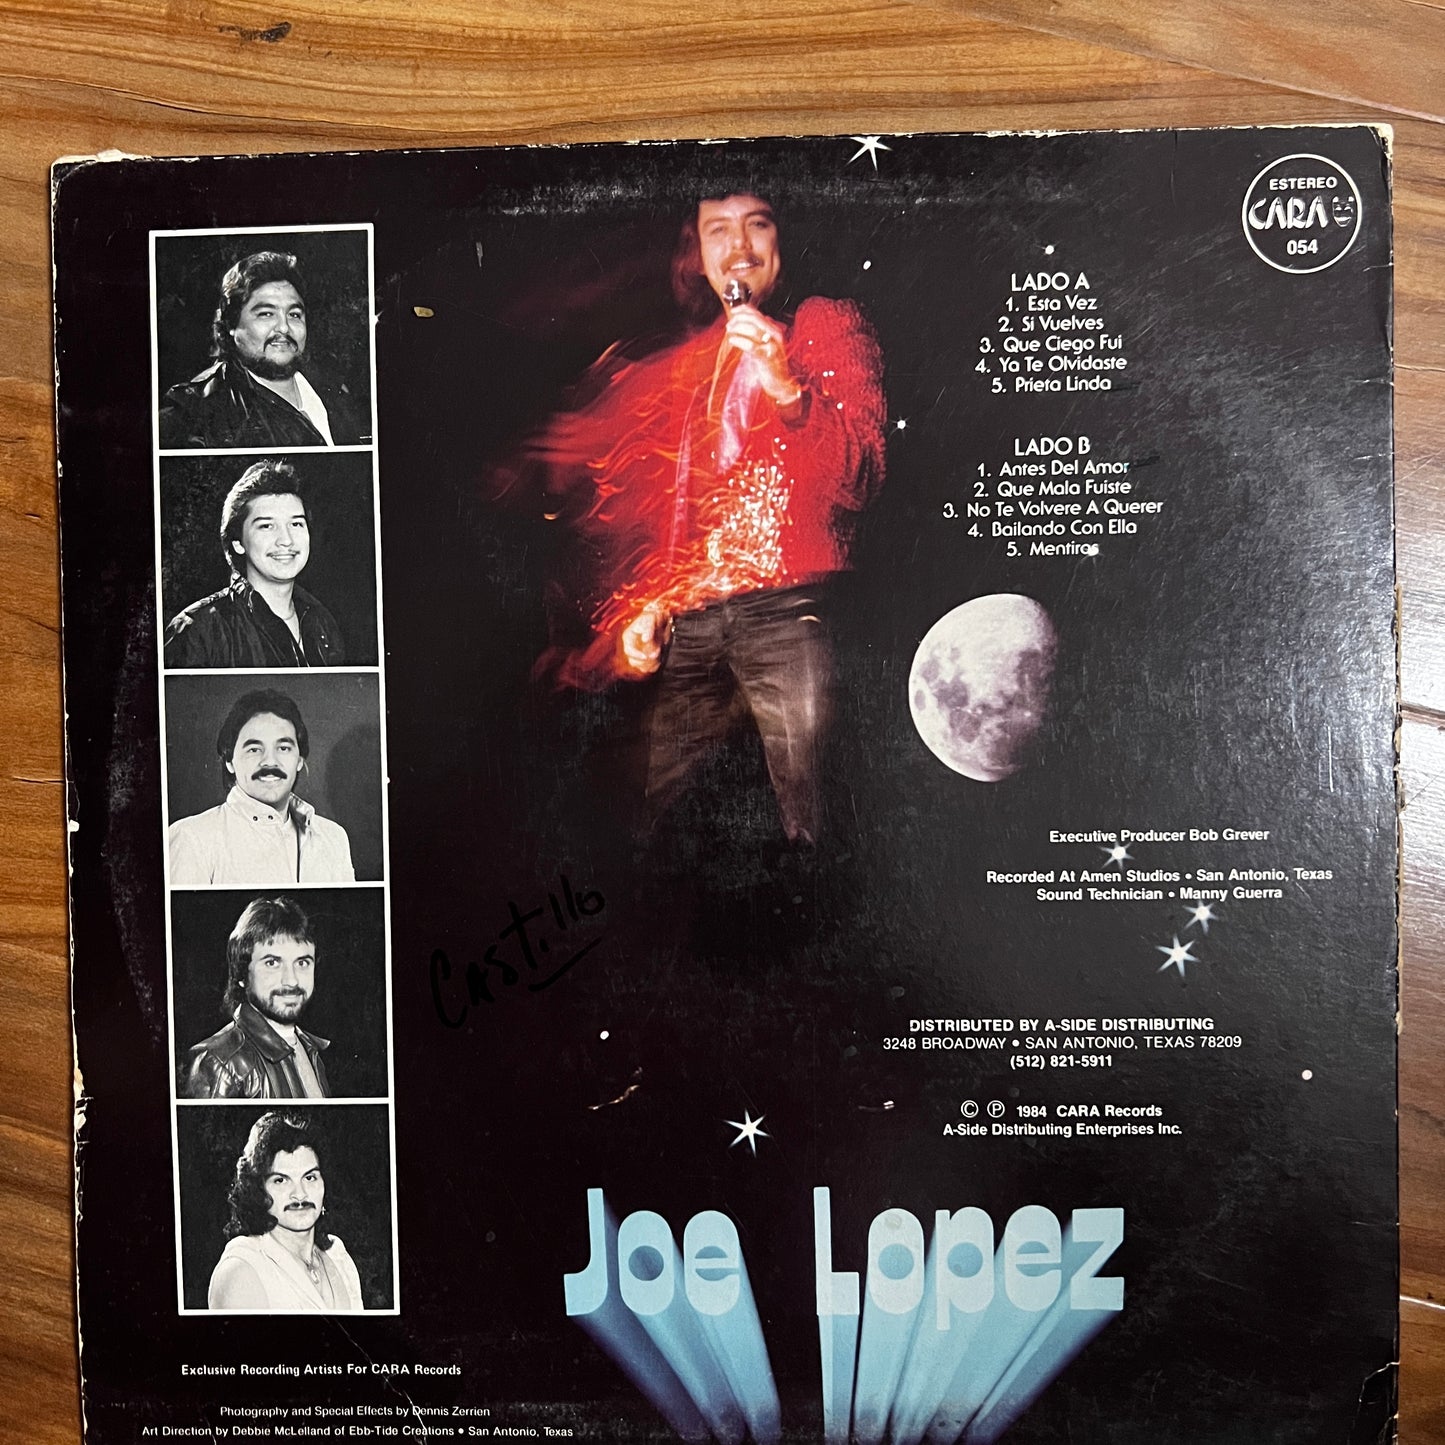 ESTEREO
CARA
054
LADO A
1. Esta Vez
2. Si Vuelves
3. Que Ciego Fui
4. Ya Te Olvidaste
5. Prieta Linda
LADO B
1. Antes Del Amor
2. Que Mala Fuiste
3. No Te Volvere A Querer
4. Bailando Con Ella
5. Mentiras
Executive Producer Bob Grever
Recorded At Amen Studios • San Antonio, Texas
Sound Technician • Manny Guerra
Castillo
DISTRIBUTED BY A-SIDE DISTRIBUTING
3248 BROADWAY • SAN ANTONIO, TEXAS 78209
(512) 821-5911
© ℗ 1984 CARA Records
A-Side Distributing Enterprises Inc.
Joe Lopez
Exclusive Recording Artists For CARA Records
Photography and Special Effects by Dennis Zerrien
Art Direction by Debbie McLelland of Ebb-Tide Creations • San Antonio, Texas